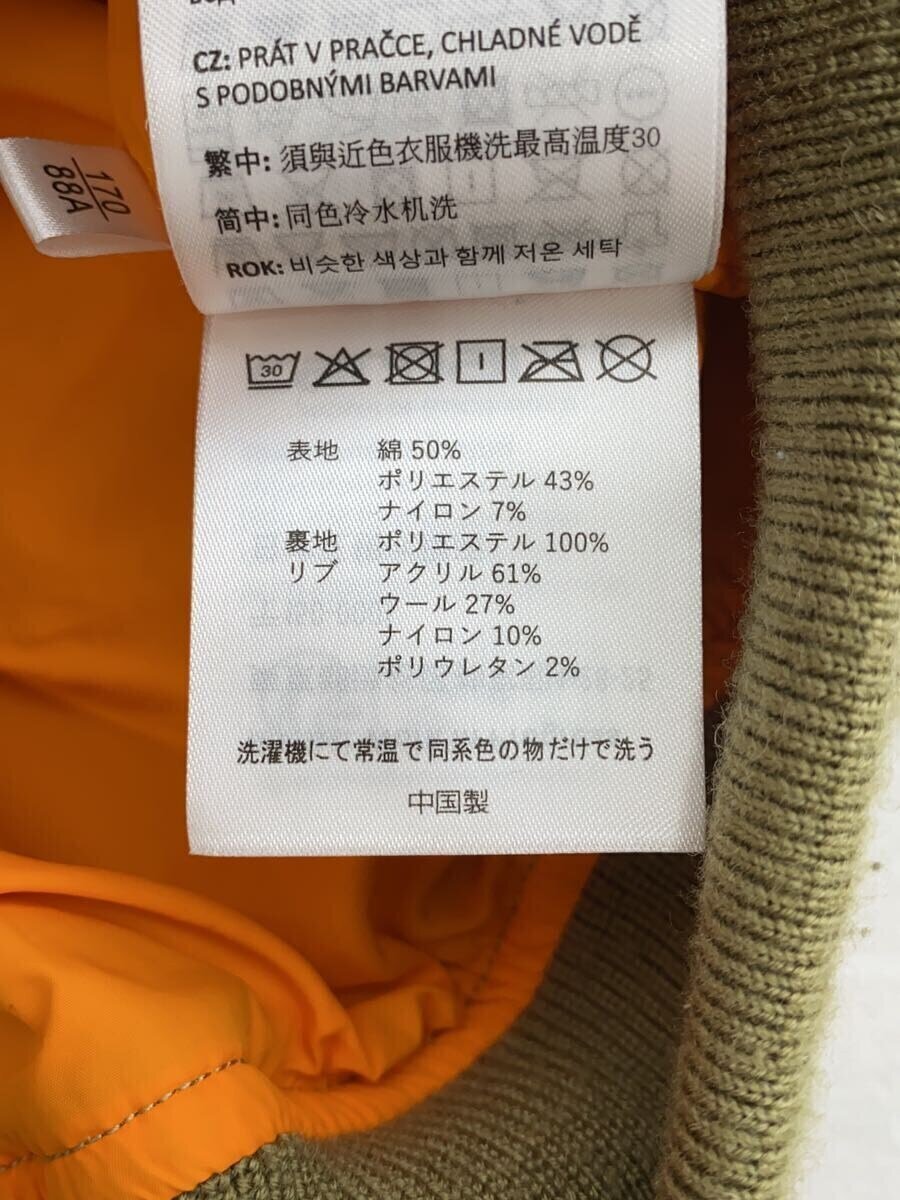 CZ: PRÁT V PRAČCE, CHLADNÉ VODĚ
S PODOBNÝMI BARVAMI
繁中: 須與近色衣服機洗最高温度30
简中: 同色冷水机洗
ROK: 비슷한 색상과 함께 저온 세탁
170
88A
30
表地 綿 50%
ポリエステル 43%
ナイロン 7%
裏地 ポリエステル 100%
リブ アクリル 61%
ウール 27%
ナイロン 10%
ポリウレタン 2%
洗濯機にて常温で同系色の物だけで洗う
中国製